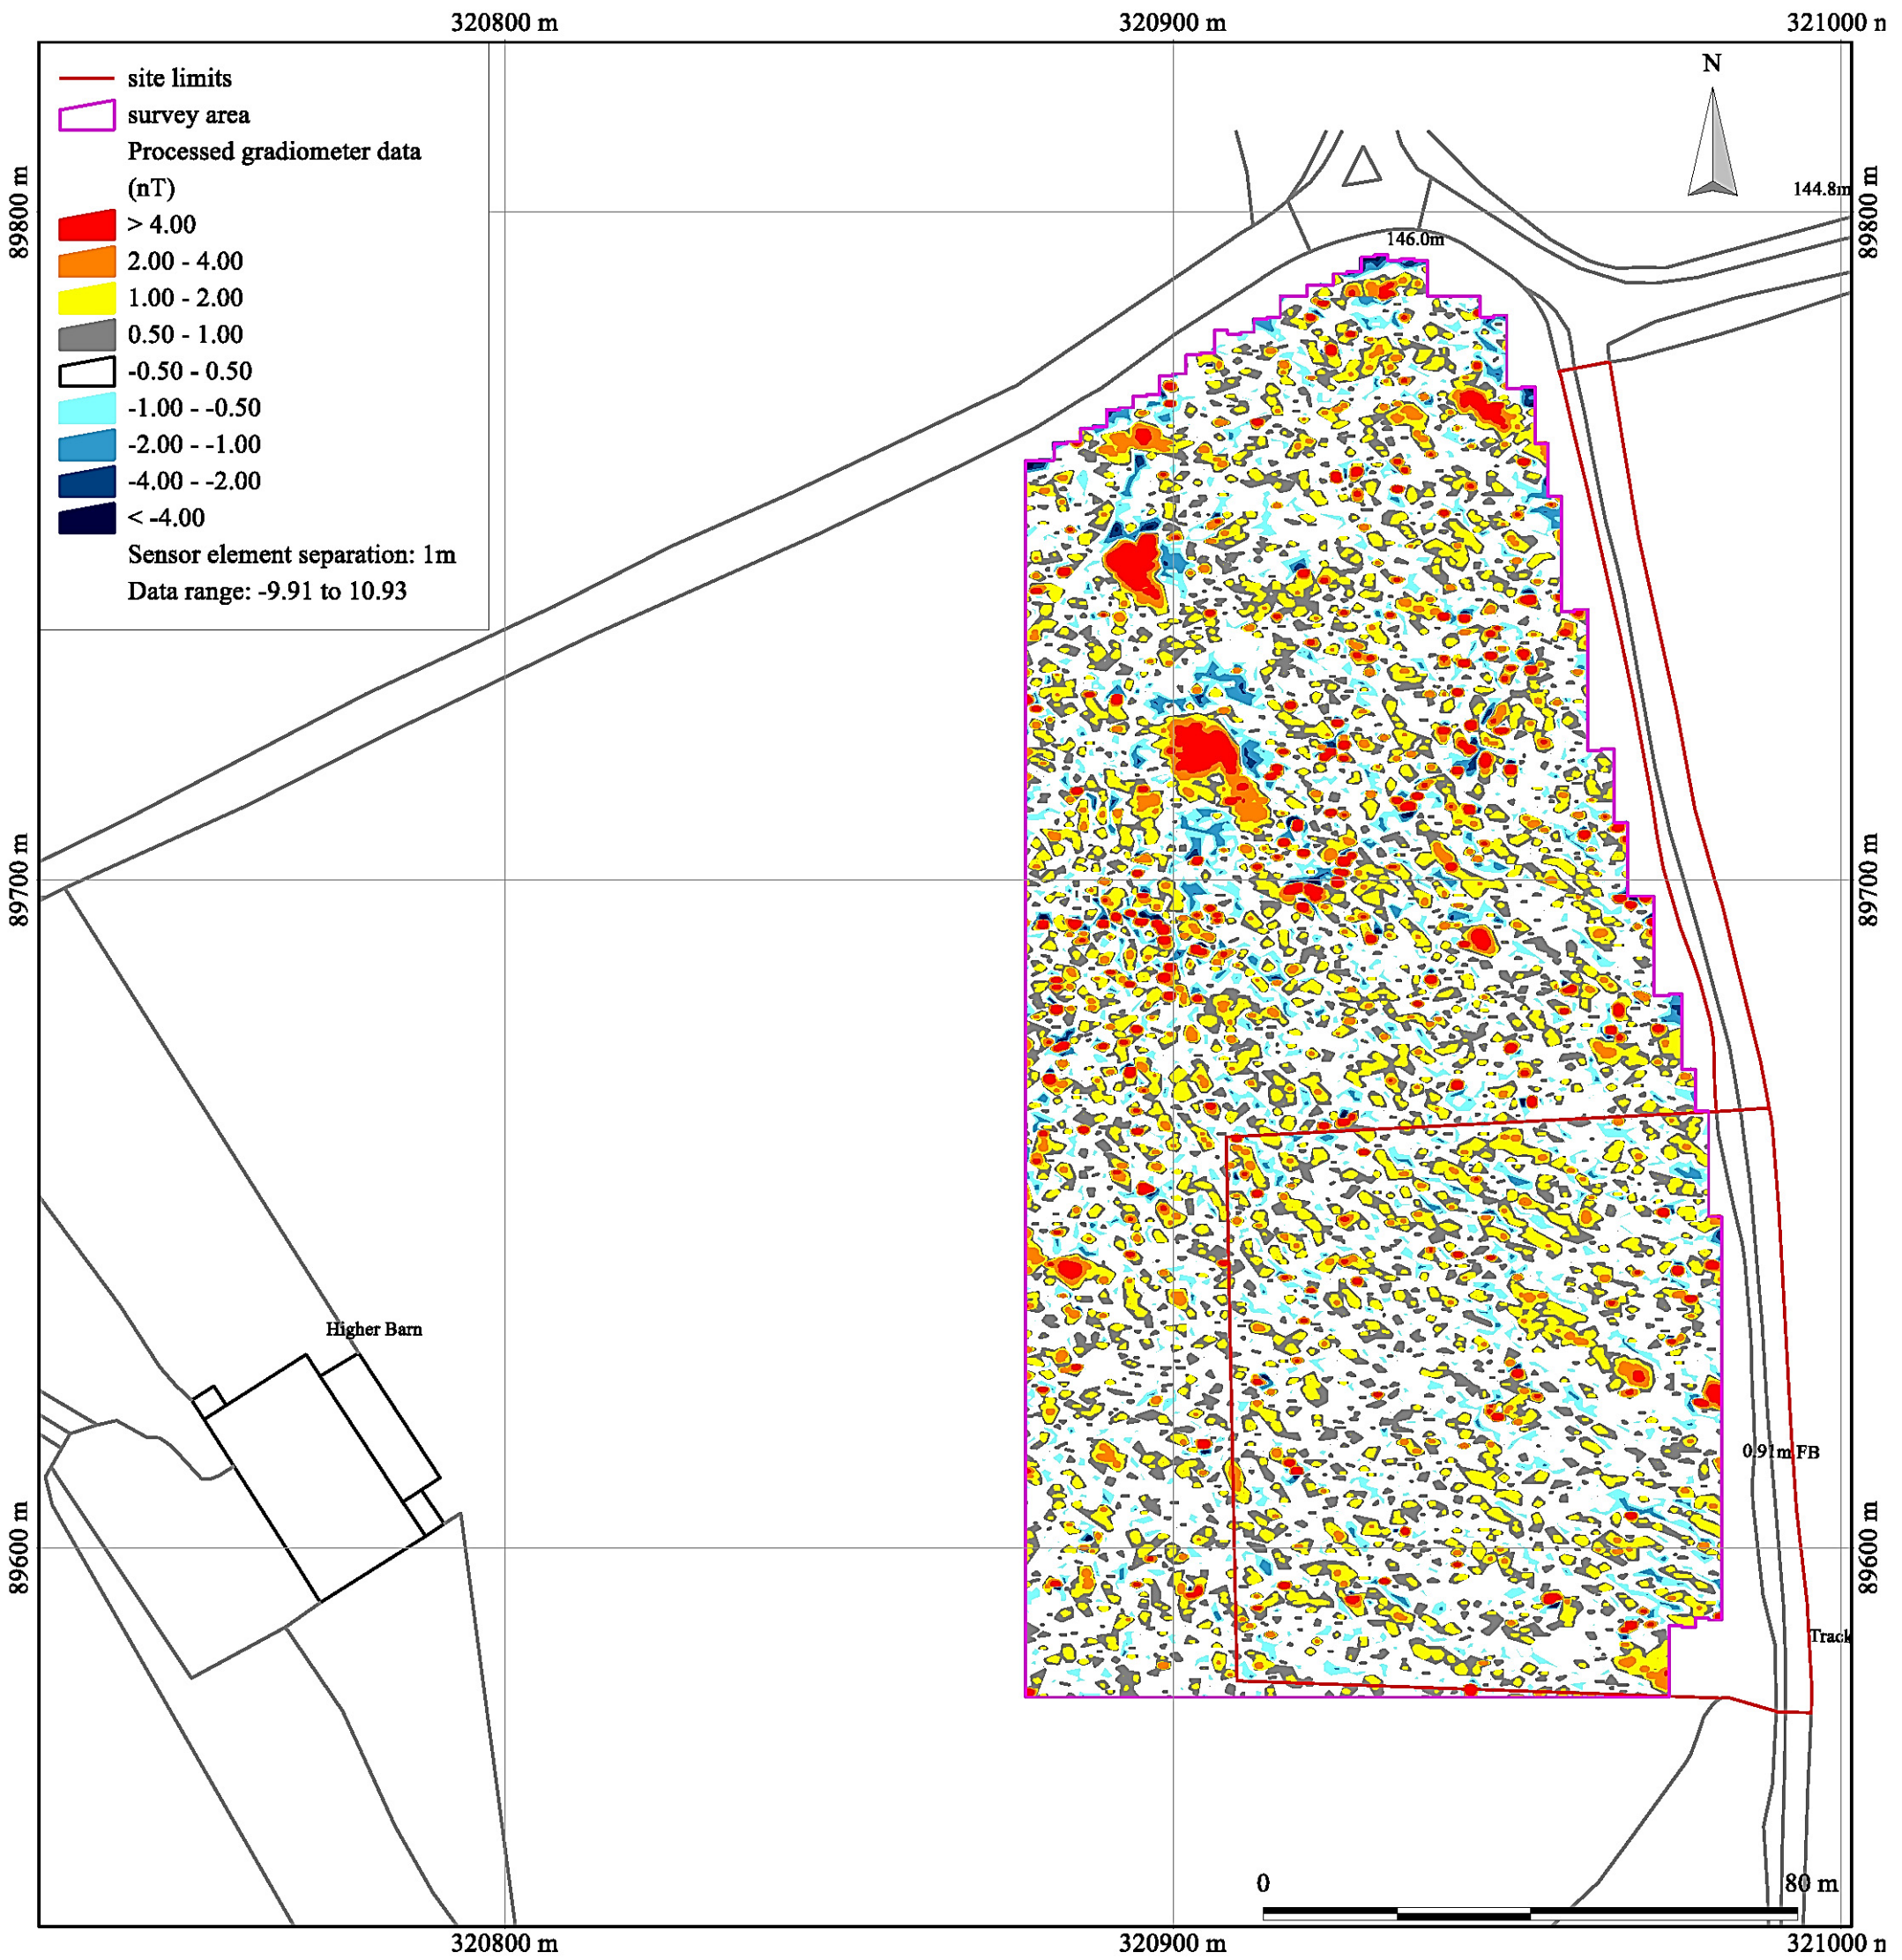 320800 m
320900 m
321000 m
N
site limits
survey area
Processed gradiometer data
(nT)
> 4.00
2.00 - 4.00
1.00 - 2.00
0.50 - 1.00
-0.50 - 0.50
-1.00 - -0.50
-2.00 - -1.00
-4.00 - -2.00
< -4.00
Sensor element separation: 1m
Data range: -9.91 to 10.93
89800 m
89800 m
144.8m
146.0m
89700 m
89700 m
Higher Barn
0.91m FB
89600 m
89600 m
Track
0
80 m
320800 m
320900 m
321000 m